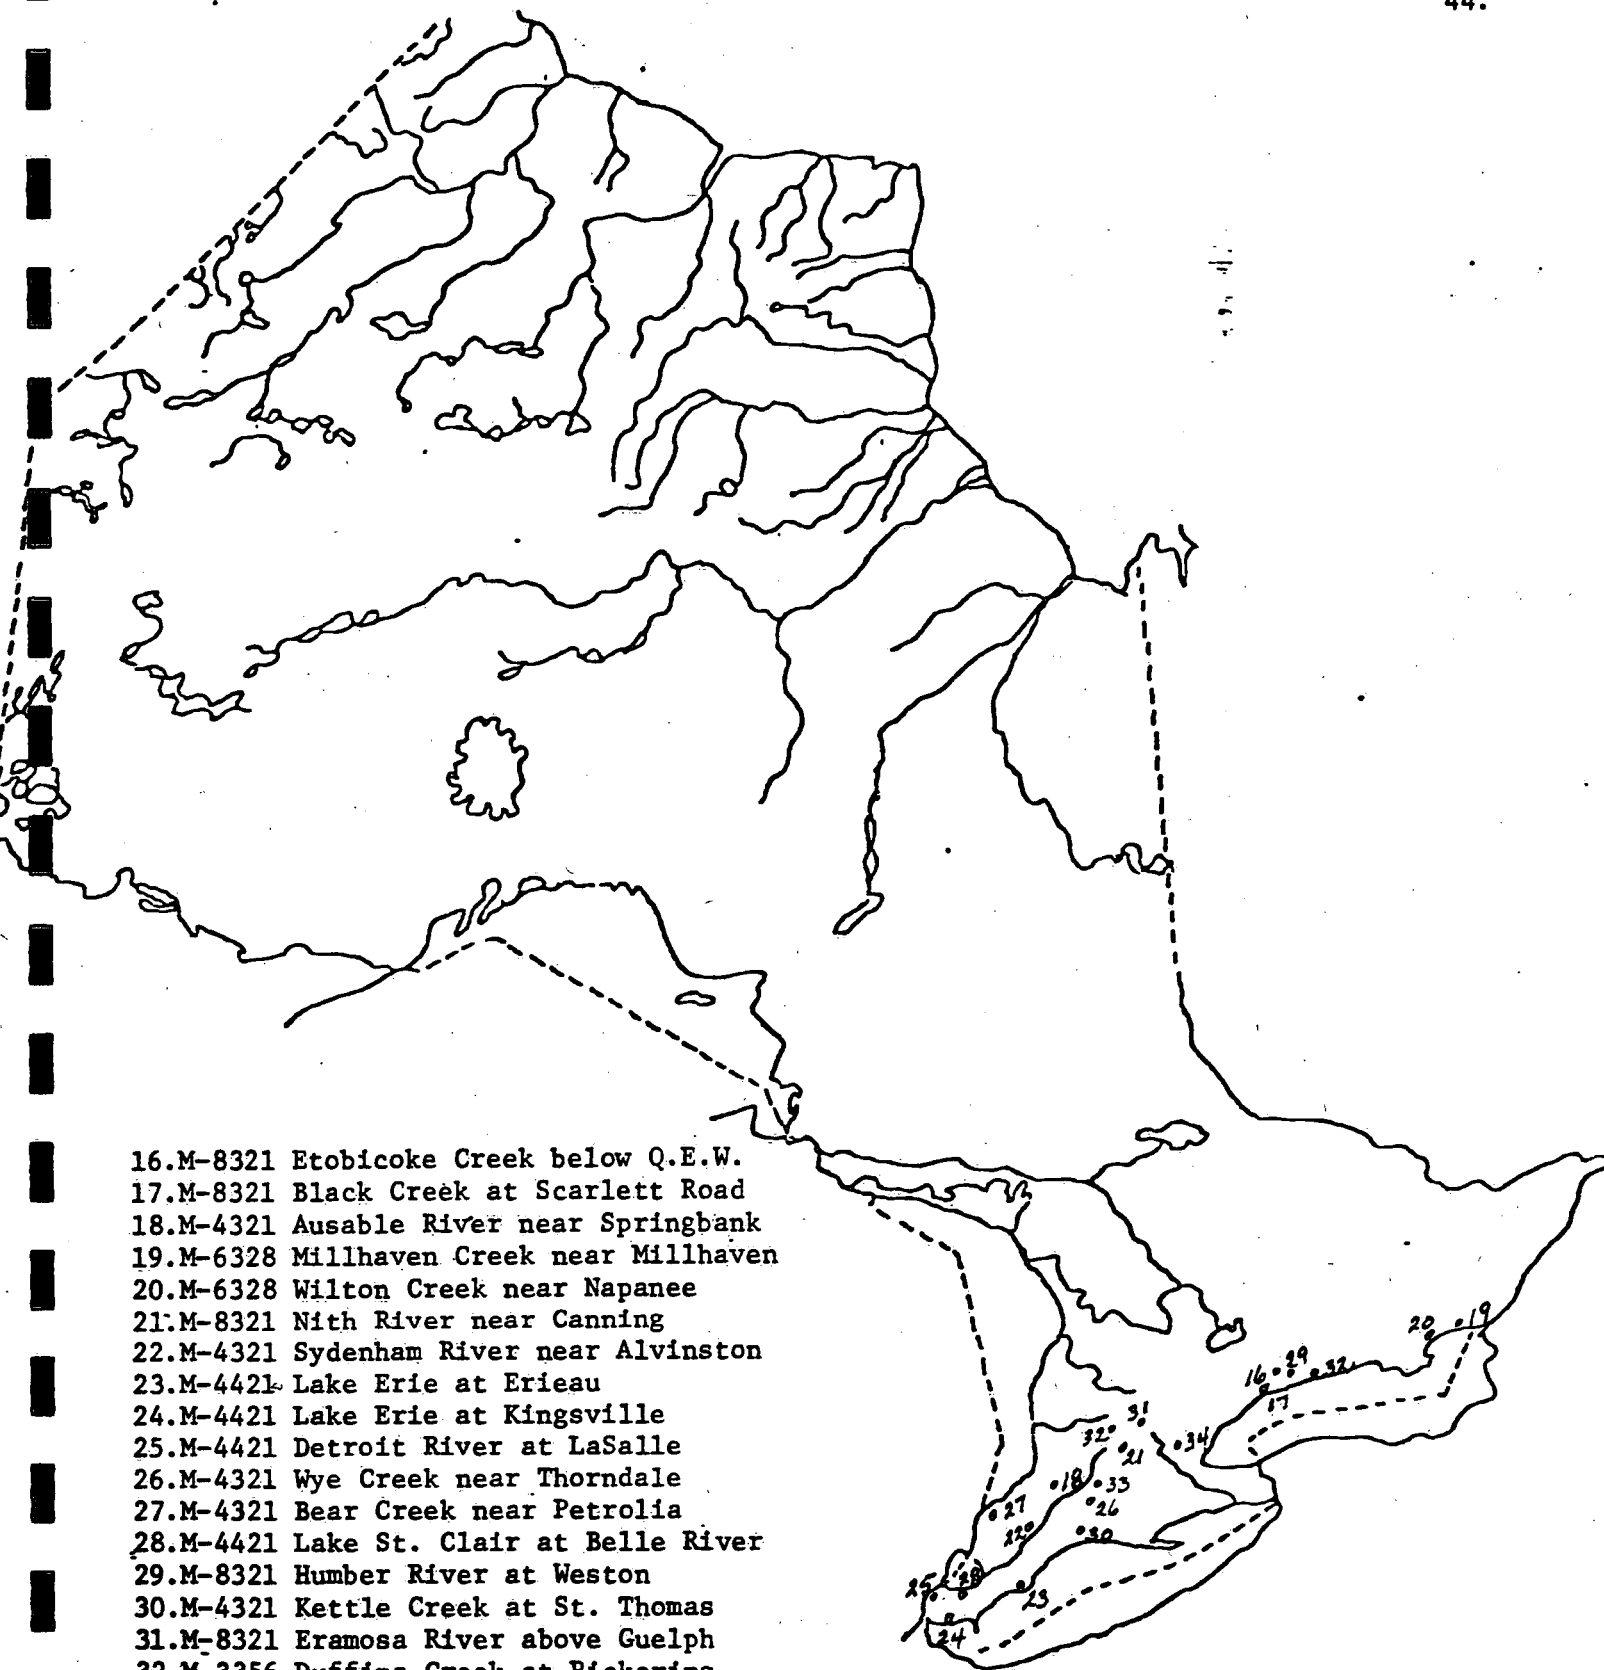 44.
16.M-8321 Etobicoke Creek below Q.E.W.
17.M-8321 Black Creek at Scarlett Road
18.M-4321 Ausable River near Springbank
19.M-6328 Millhaven Creek near Millhaven
20.M-6328 Wilton Creek near Napanee
21.M-8321 Nith River near Canning
22.M-4321 Sydenham River near Alvinston
23.M-4421 Lake Erie at Erieau
24.M-4421 Lake Erie at Kingsville
25.M-4421 Detroit River at LaSalle
26.M-4321 Wye Creek near Thorndale
27.M-4321 Bear Creek near Petrolia
28.M-4421 Lake St. Clair at Belle River
29.M-8321 Humber River at Weston
30.M-4321 Kettle Creek at St. Thomas
31.M-8321 Eramosa River above Guelph
32.M-3256 Duffins Creek at Pickering
20 19
16 29 32
17
31
32 34
21
18 33
27 26
22 30
25 28
23
24